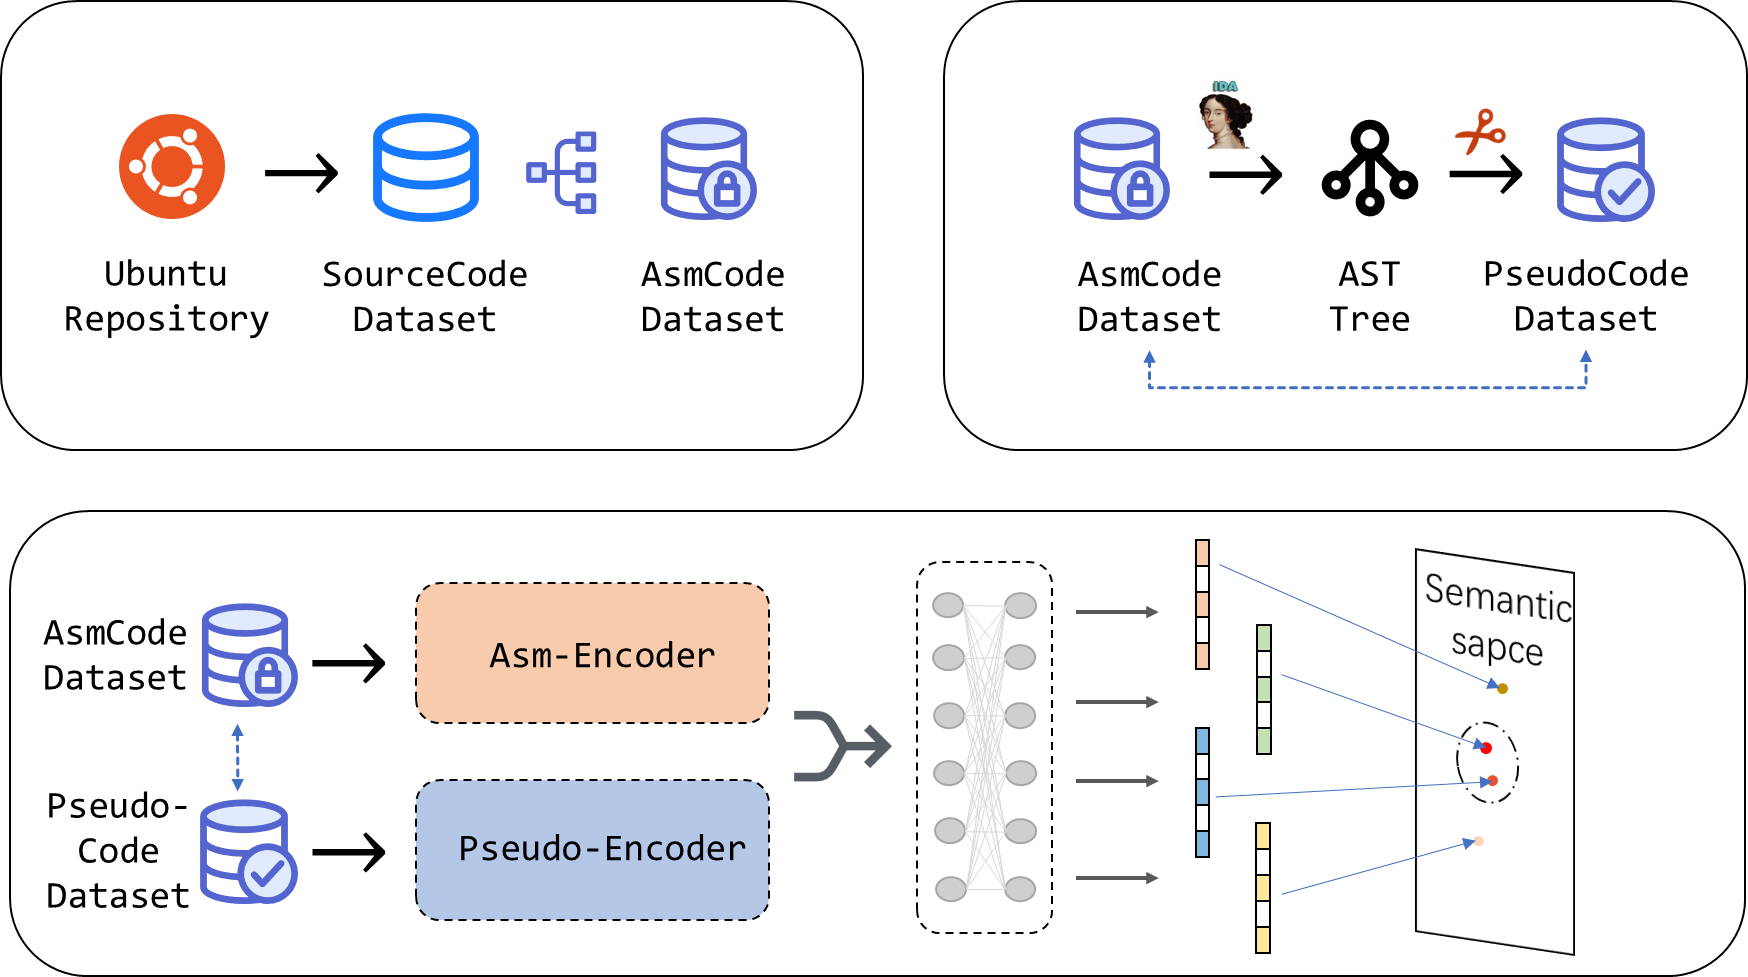 Ubuntu
Repository
SourceCode
Dataset
AsmCode
Dataset
IDA
AsmCode
Dataset
AST
Tree
PseudoCode
Dataset
AsmCode
Dataset
Asm-Encoder
Pseudo-
Code
Dataset
Pseudo-Encoder
Semantic
sapce